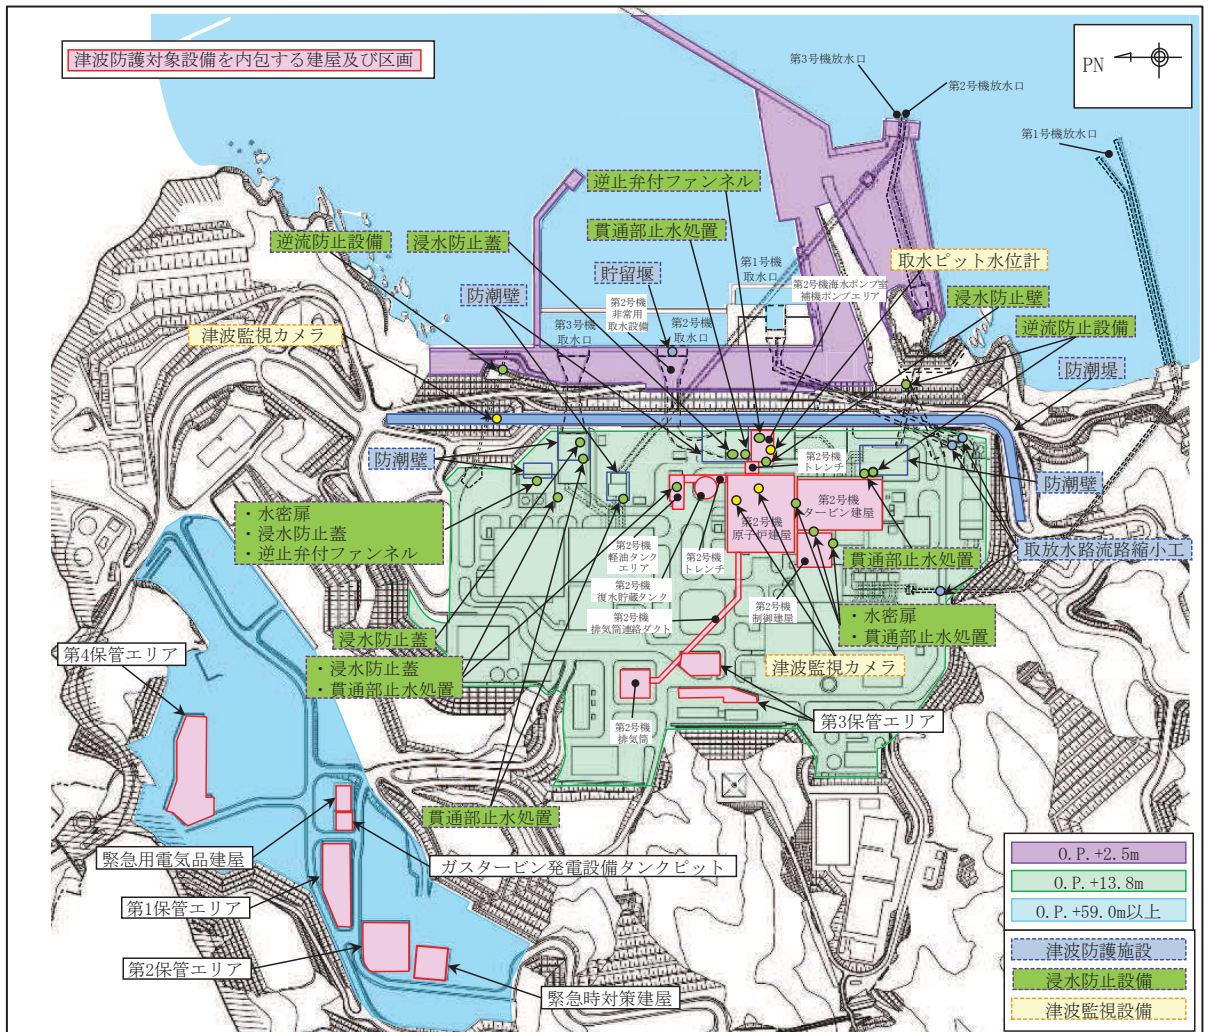 津波防護対象設備を内包する建屋及び区画
PN
第3号機放水口
第2号機放水口
第1号機放水口
逆止弁付ファンネル
貫通部止水処置
逆流防止設備
浸水防止蓋
防潮壁
貯留堰
第1号機
取水口
第2号機海水ポンプ室
補機ポンプエリア
取水ピット水位計
浸水防止壁
逆流防止設備
防潮堤
津波監視カメラ
第3号機
取水口
第2号機
非常用
取水設備
第2号機
取水口
防潮壁
・水密扉
・浸水防止蓋
・逆止弁付ファンネル
第2号機
トレンチ
第2号機
原子炉建屋
第2号機
タービン建屋
防潮壁
取放水路流路縮小工
貫通部止水処置
第2号機
軽油タンク
エリア
第2号機
トレンチ
第2号機
復水貯蔵タンク
第2号機
排気筒連絡ダクト
第2号機
制御建屋
・水密扉
・貫通部止水処置
浸水防止蓋
・浸水防止蓋
・貫通部止水処置
津波監視カメラ
第4保管エリア
第3保管エリア
第2号機
排気筒
貫通部止水処置
緊急用電気品建屋
ガスタービン発電設備タンクピット
第1保管エリア
第2保管エリア
緊急時対策建屋
O.P.+2.5m
O.P.+13.8m
O.P.+59.0m以上
津波防護施設
浸水防止設備
津波監視設備